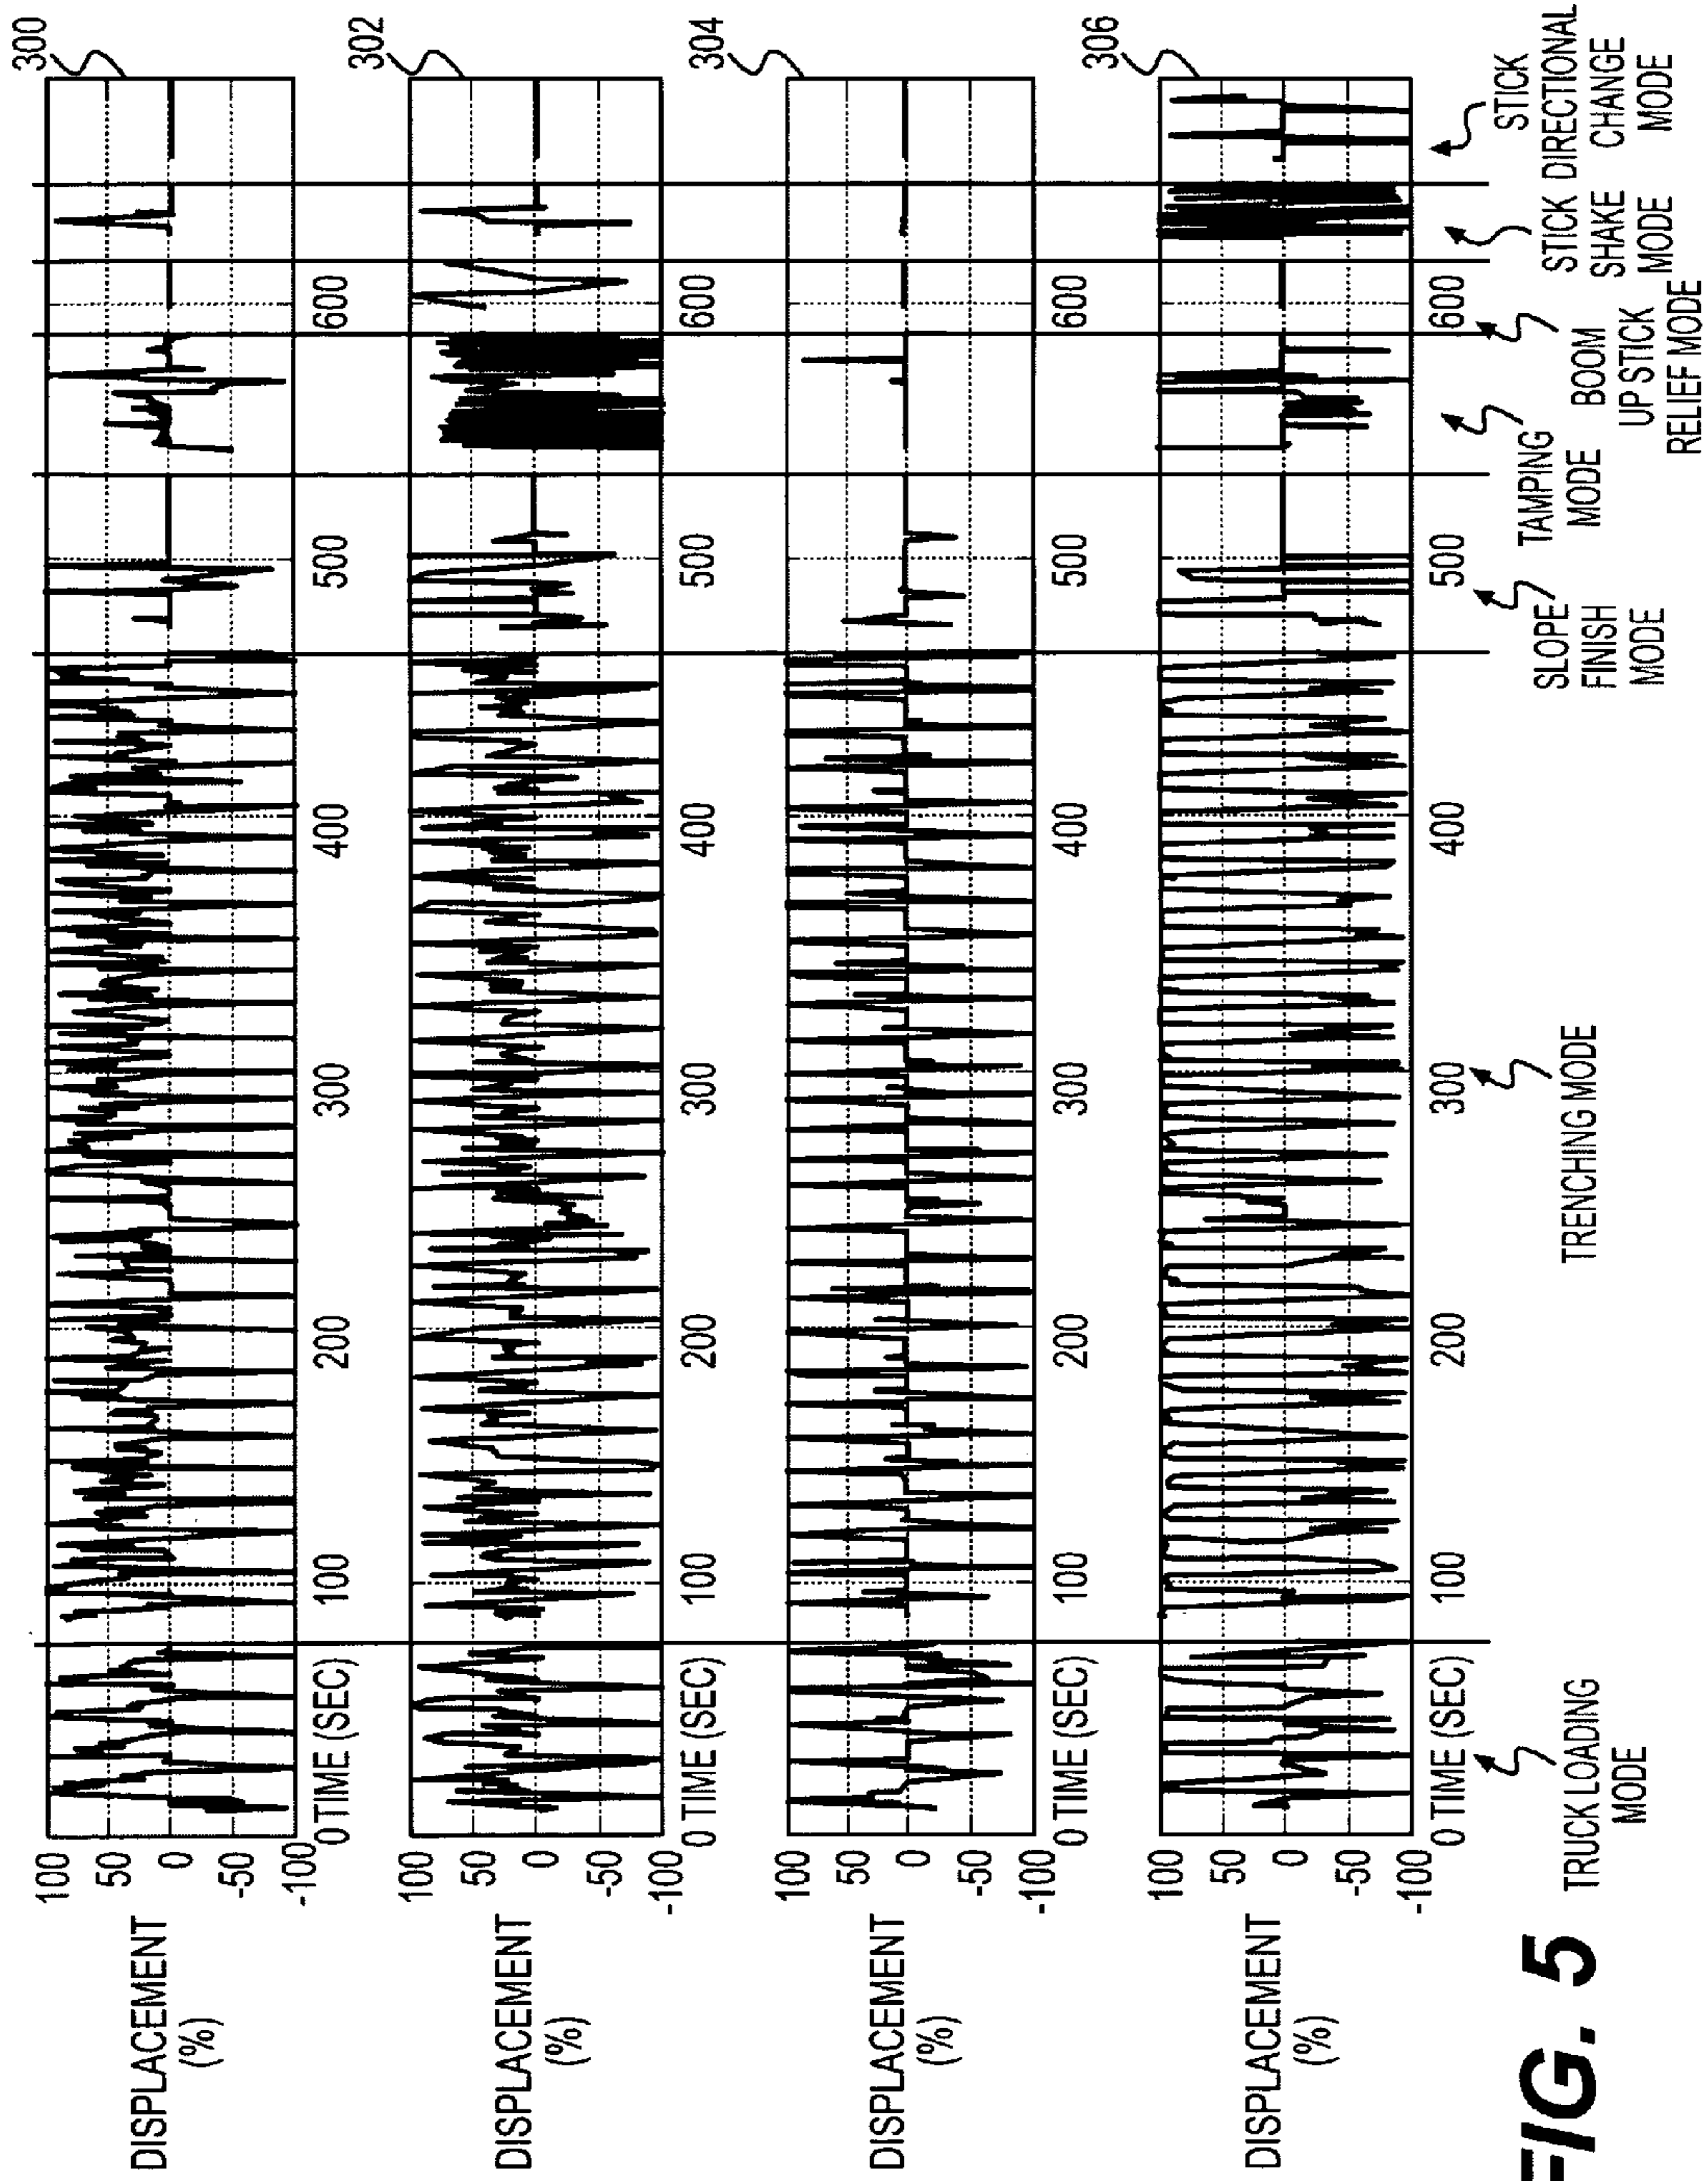 300
DISPLACEMENT
(%)
100
50
0
-50
-100
0 TIME (SEC)
100
200
300
400
500
600
302
DISPLACEMENT
(%)
100
50
0
-50
-100
0 TIME (SEC)
100
200
300
400
500
600
304
DISPLACEMENT
(%)
100
50
0
-50
-100
0 TIME (SEC)
100
200
300
400
500
600
306
DISPLACEMENT
(%)
100
50
0
-50
-100
0 TIME (SEC)
100
200
300
400
500
600
TRUCK LOADING
MODE
TRENCHING MODE
SLOPE
FINISH
MODE
TAMPING
MODE
BOOM
UP STICK
RELIEF MODE
STICK
SHAKE
MODE
STICK
DIRECTIONAL
CHANGE
MODE
FIG. 5